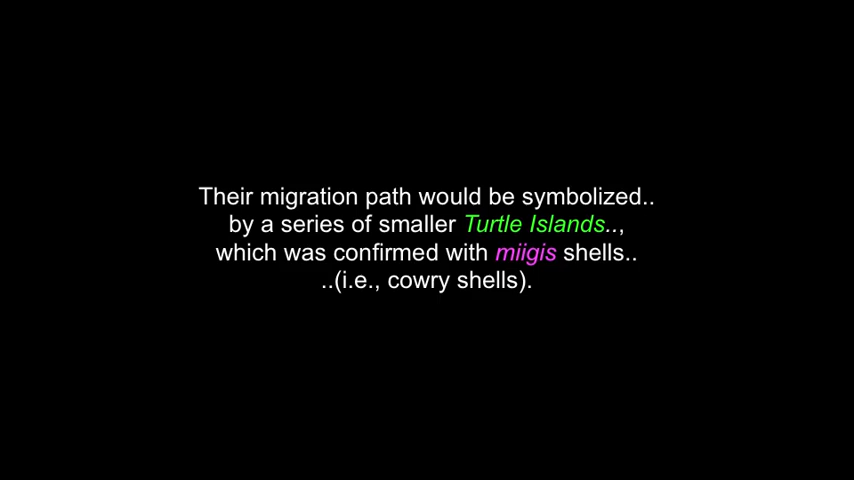 Their migration path would be symbolized..
by a series of smaller Turtle Islands..,
which was confirmed with miigis shells..
..(i.e., cowry shells).